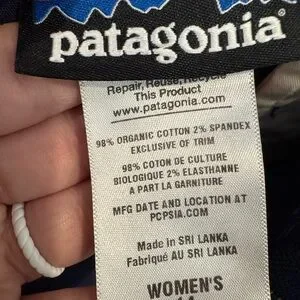 patagonia®
Repair, Reuse, Recycle
This Product
www.patagonia.com
98% ORGANIC COTTON 2% SPANDEX
EXCLUSIVE OF TRIM
98% COTON DE CULTURE
BIOLOGIQUE 2% ELASTHANNE
A PART LA GARNITURE
MFG DATE AND LOCATION AT
PCPSIA.COM
Made in SRI LANKA
Fabriqué AU SRI LANKA
WOMEN'S